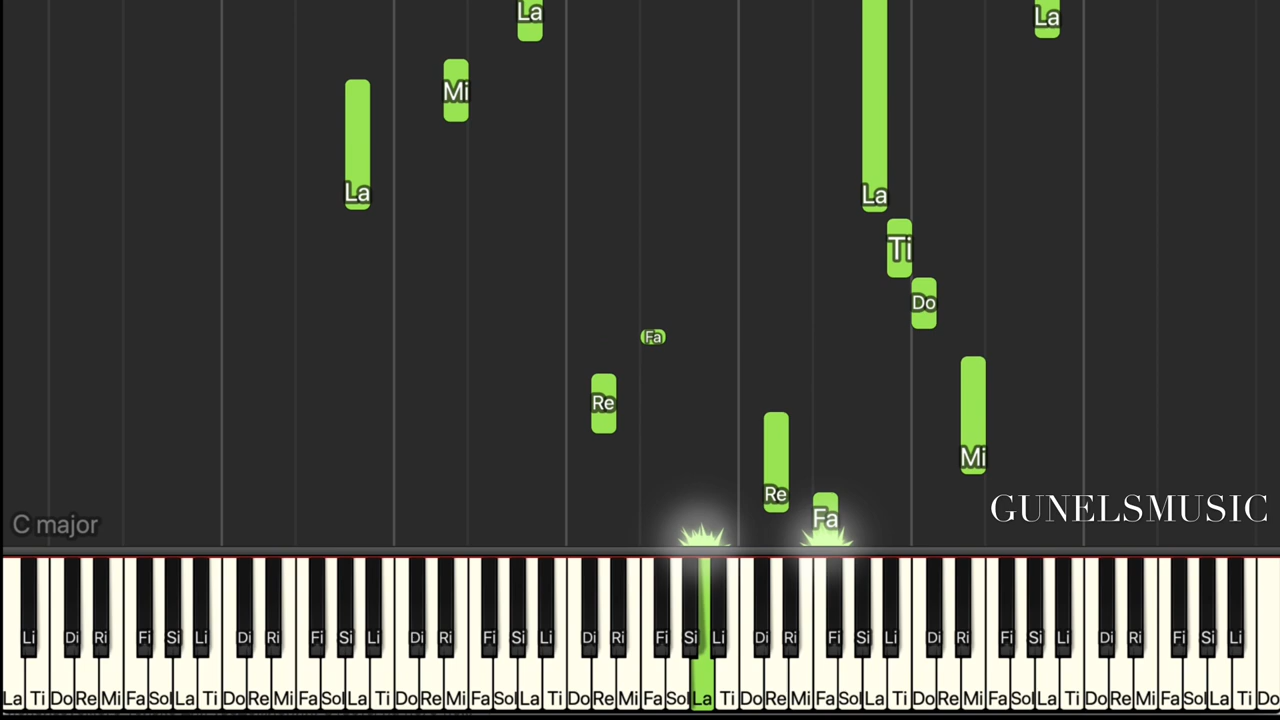 La La
Mi
La La
Ti
Do
Fa
Re
Mi
Re
Fa
GUNELSMUSIC
C major
Li Di Ri Fi Si Li Di Ri Fi Si Li Di Ri Fi Si Li Di Ri Fi Si Li Di Ri Fi Si Li Di Ri Fi Si Li Di Ri Fi Si Li
La Ti Do Re Mi Fa Sol La Ti Do Re Mi Fa Sol La Ti Do Re Mi Fa Sol La Ti Do Re Mi Fa Sol La Ti Do Re Mi Fa Sol La Ti Do Re Mi Fa Sol La Ti Do Re Mi Fa Sol La Ti Do